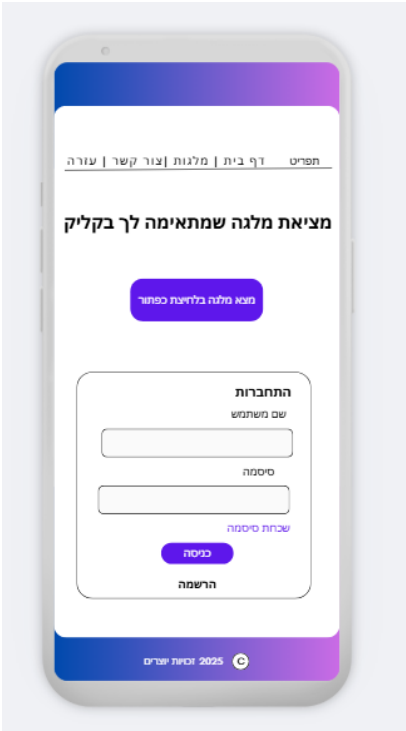 תפריט דף בית | מלגות |צור קשר | עזרה
מציאת מלגה שמתאימה לך בקליק
מצא מלגה בלחיצת כפתור
התחברות
שם משתמש
סיסמה
שכחת סיסמה
כניסה
הרשמה
C 2025 זכויות יוצרים